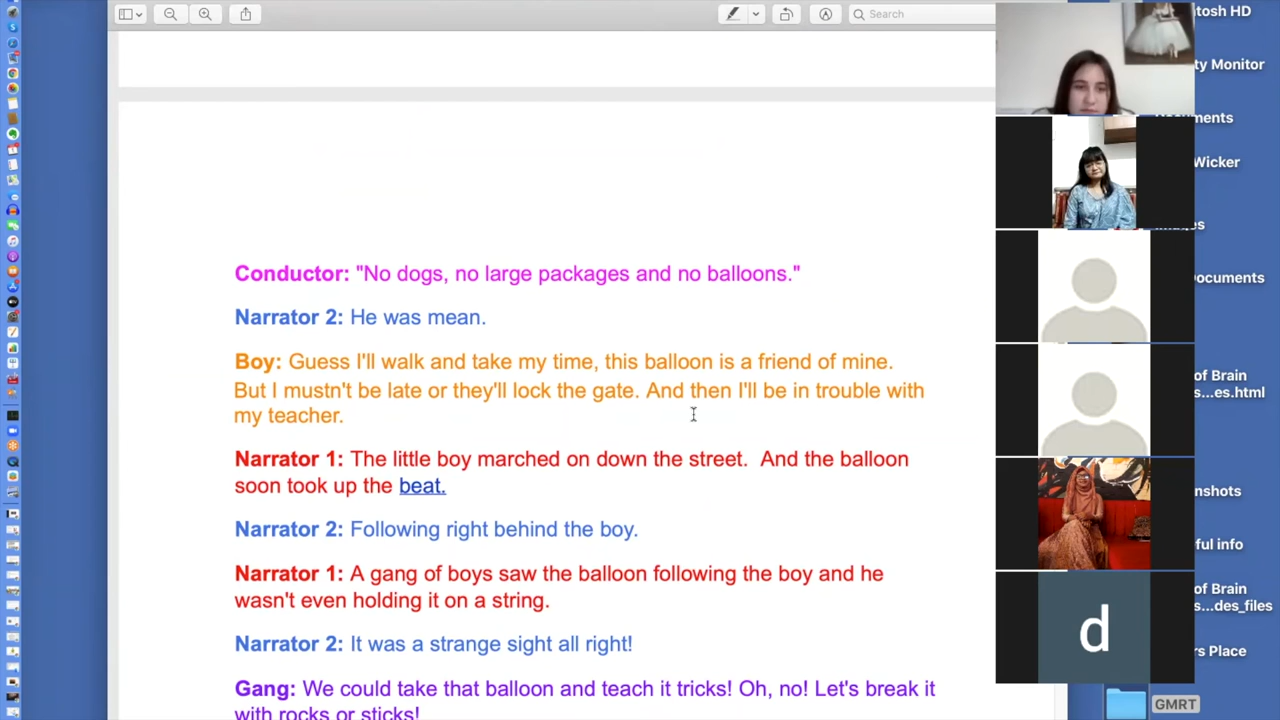 Search
Conductor: "No dogs, no large packages and no balloons."
Narrator 2: He was mean.
Boy: Guess I'll walk and take my time, this balloon is a friend of mine.
But I mustn't be late or they'll lock the gate. And then I'll be in trouble with
my teacher.
Narrator 1: The little boy marched on down the street. And the balloon
soon took up the beat.
Narrator 2: Following right behind the boy.
Narrator 1: A gang of boys saw the balloon following the boy and he
wasn't even holding it on a string.
Narrator 2: It was a strange sight all right!
Gang: We could take that balloon and teach it tricks! Oh, no! Let's break it
with rocks or sticks!
d
tosh HD
ty Monitor
ments
Wicker
ocuments
of Brain
s...es.html
nshots
ful info
of Brain
s...des_files
rs Place
GMRT